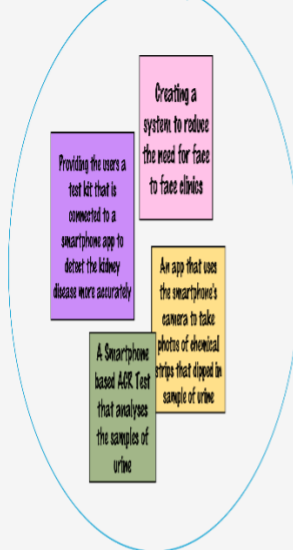 Creating a
system to reduce
the need for face
to face clinics
Providing the users a
test kit that is
connected to a
smartphone app to
detect the kidney
disease more accurately
An app that uses
the smartphone's
camera to take
photos of chemical
strips that dipped in
sample of urine
A Smartphone
based ACR Test
that analyses
the samples of
urine